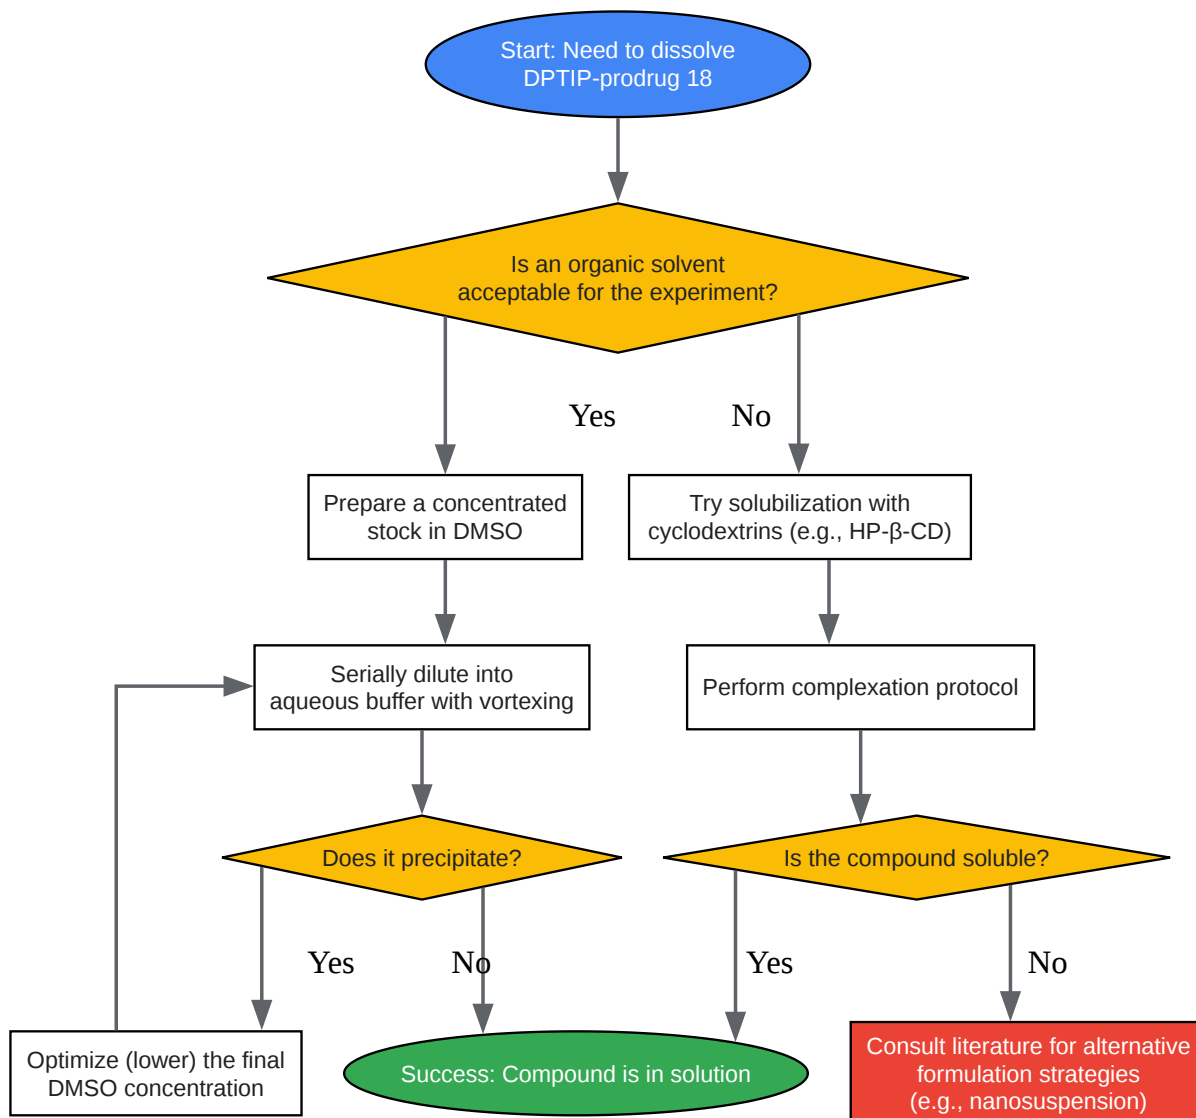 Start: Need to dissolve
DPTIP-prodrug 18
Is an organic solvent
acceptable for the experiment?
Yes
No
Prepare a concentrated
stock in DMSO
Try solubilization with
cyclodextrins (e.g., HP-β-CD)
Serially dilute into
aqueous buffer with vortexing
Perform complexation protocol
Does it precipitate?
Is the compound soluble?
Yes
No
Yes
No
Optimize (lower) the final
DMSO concentration
Success: Compound is in solution
Consult literature for alternative
formulation strategies
(e.g., nanosuspension)